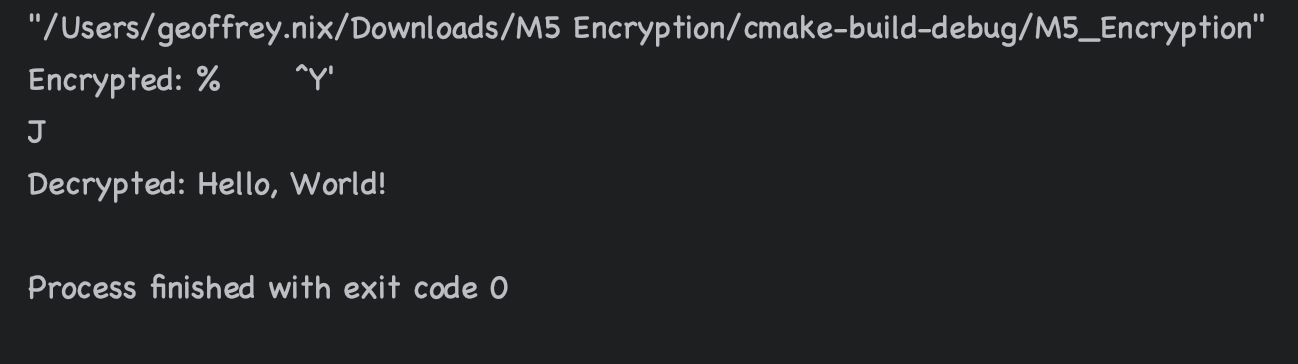 "/Users/geoffrey.nix/Downloads/M5 Encryption/cmake-build-debug/M5_Encryption"
Encrypted: %       ^Y'
J
Decrypted: Hello, World!

Process finished with exit code 0